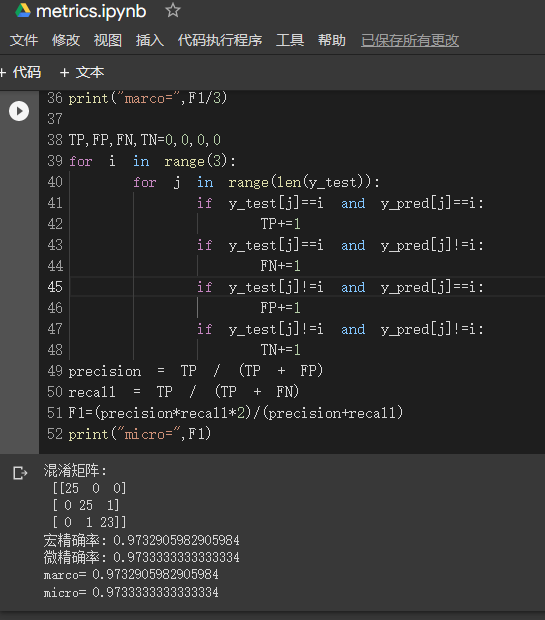 metrics.ipynb
文件 修改 视图 插入 代码执行程序 工具 帮助 已保存所有更改
+ 代码 + 文本
36 print("marco=",F1/3)
37
38 TP,FP,FN,TN=0,0,0,0
39 for i in range(3):
40 for j in range(len(y_test)):
41 if y_test[j]==i and y_pred[j]==i:
42 TP+=1
43 if y_test[j]==i and y_pred[j]!=i:
44 FN+=1
45 if y_test[j]!=i and y_pred[j]==i:
46 FP+=1
47 if y_test[j]!=i and y_pred[j]!=i:
48 TN+=1
49 precision = TP / (TP + FP)
50 recall = TP / (TP + FN)
51 F1=(precision*recall*2)/(precision+recall)
52 print("micro=",F1)
混淆矩阵:
[[25 0 0]
[ 0 25 1]
[ 0 1 23]]
宏精确率: 0.9732905982905984
微精确率: 0.9733333333333334
marco= 0.9732905982905984
micro= 0.9733333333333334